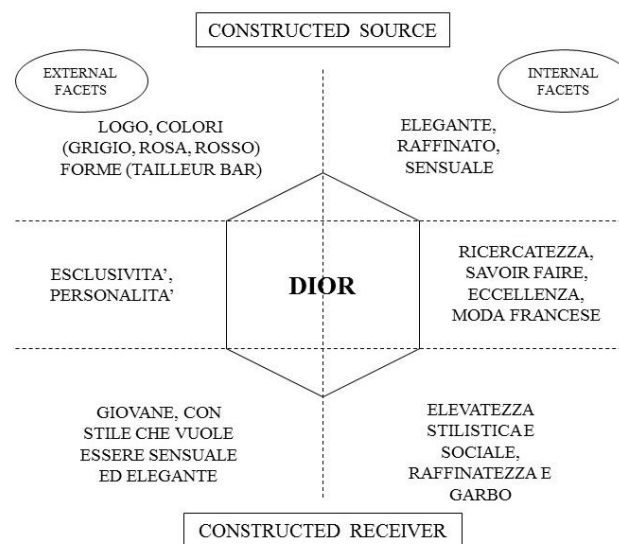 CONSTRUCTED SOURCE
EXTERNAL
FACETS
INTERNAL
FACETS
LOGO, COLORI
(GRIGIO, ROSA, ROSSO)
FORME (TAILLEUR BAR)
ELEGANTE,
RAFFINATO,
SENSUALE
ESCLUSIVITA’,
PERSONALITA’
DIOR
RICERCATEZZA,
SAVOIR FAIRE,
ECCELLENZA,
MODA FRANCESE
GIOVANE, CON
STILE CHE VUOLE
ESSERE SENSUALE
ED ELEGANTE
ELEVATEZZA
STILISTICA E
SOCIALE,
RAFFINATEZZA E
GARBO
CONSTRUCTED RECEIVER